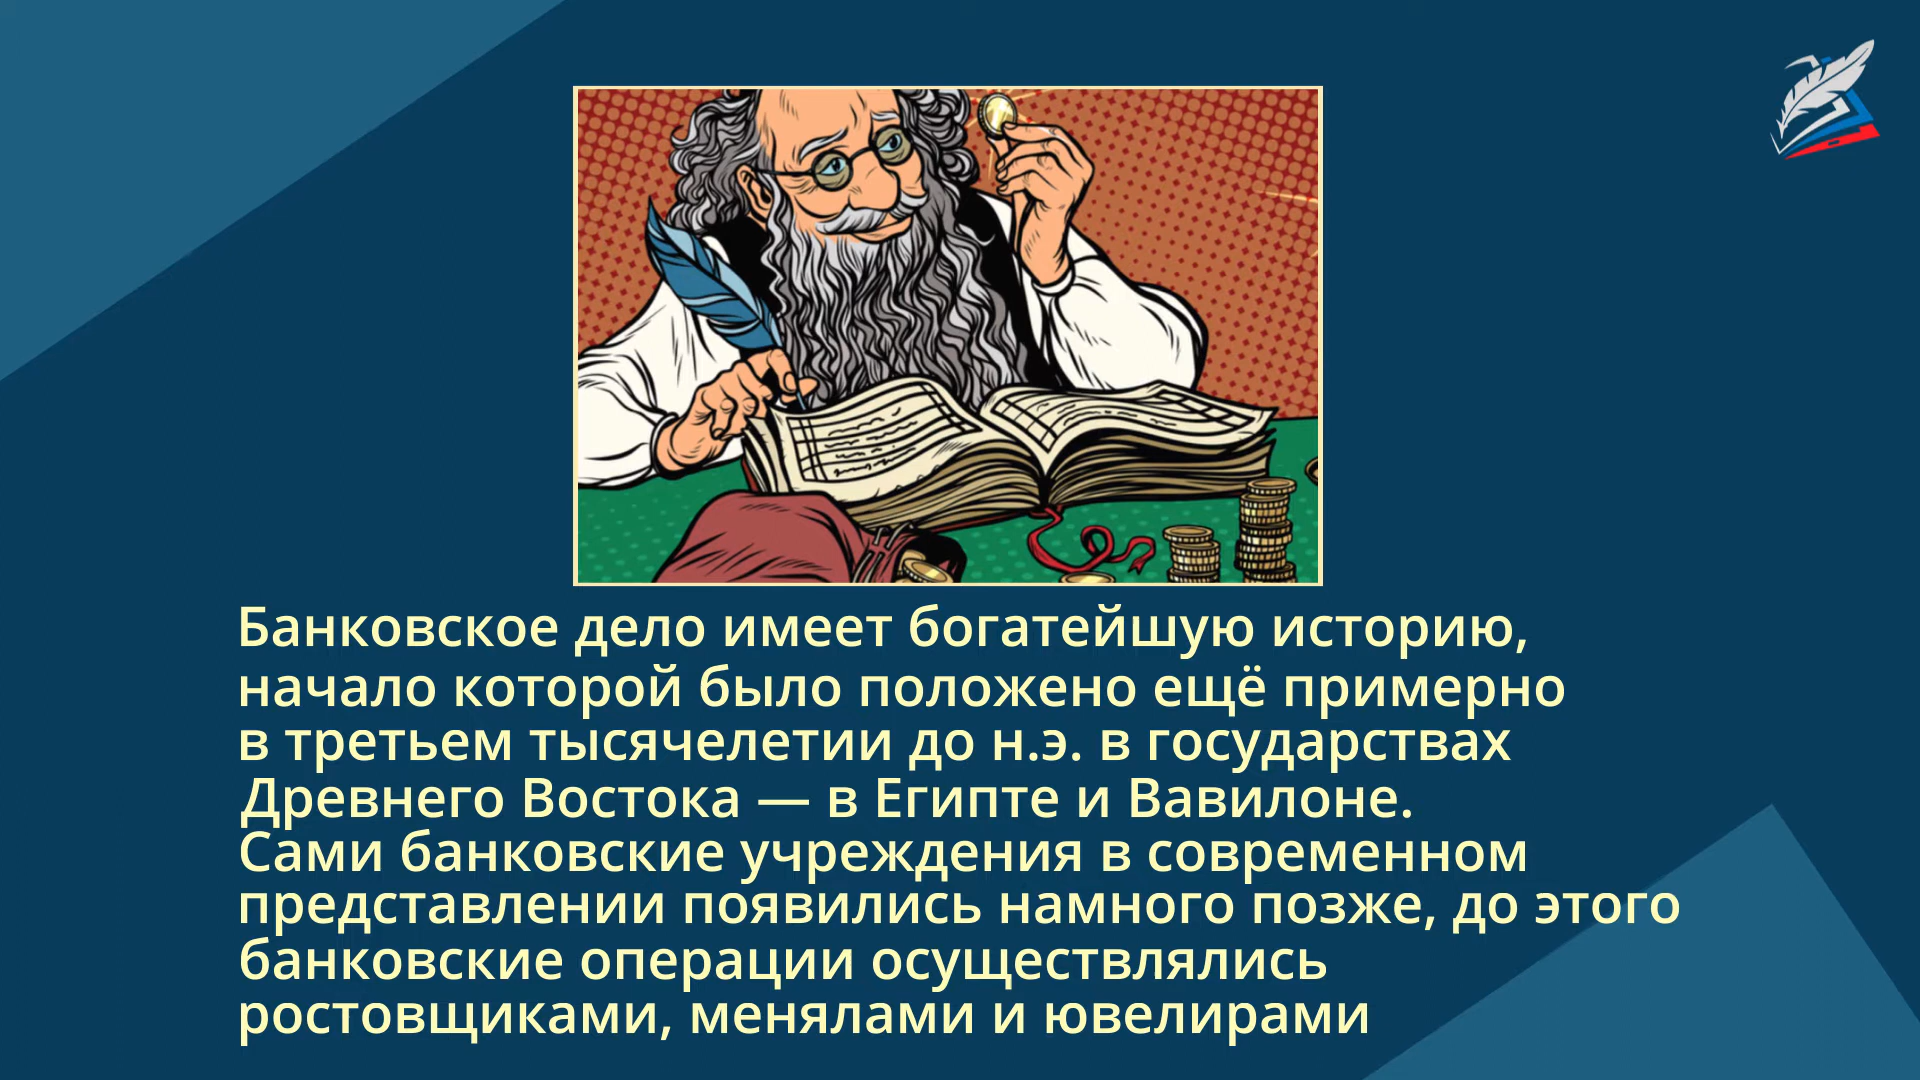 Банковское дело имеет богатейшую историю,
начало которой было положено ещё примерно
в третьем тысячелетии до н.э. в государствах
Древнего Востока — в Египте и Вавилоне.
Сами банковские учреждения в современном
представлении появились намного позже, до этого
банковские операции осуществлялись
ростовщиками, менялами и ювелирами